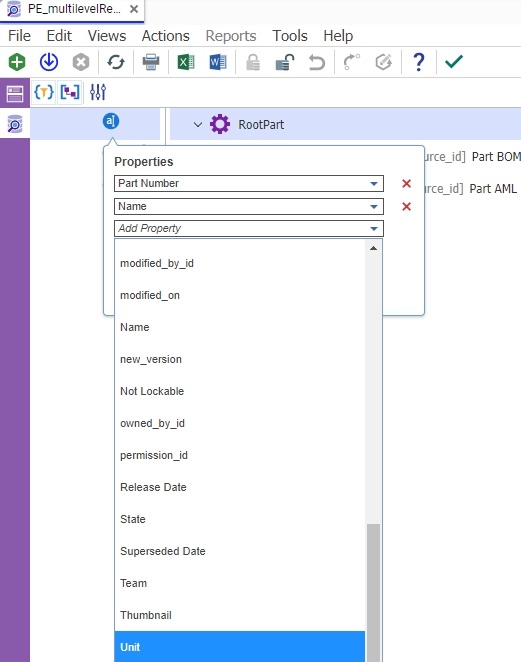 PE_multilevelRe...
File Edit Views Actions Reports Tools Help
RootPart
Properties
Part Number
urce_id] Part BOM
Name
urce_id] Part AML
Add Property
modified_by_id
modified_on
Name
new_version
Not Lockable
owned_by_id
permission_id
Release Date
State
Superseded Date
Team
Thumbnail
Unit